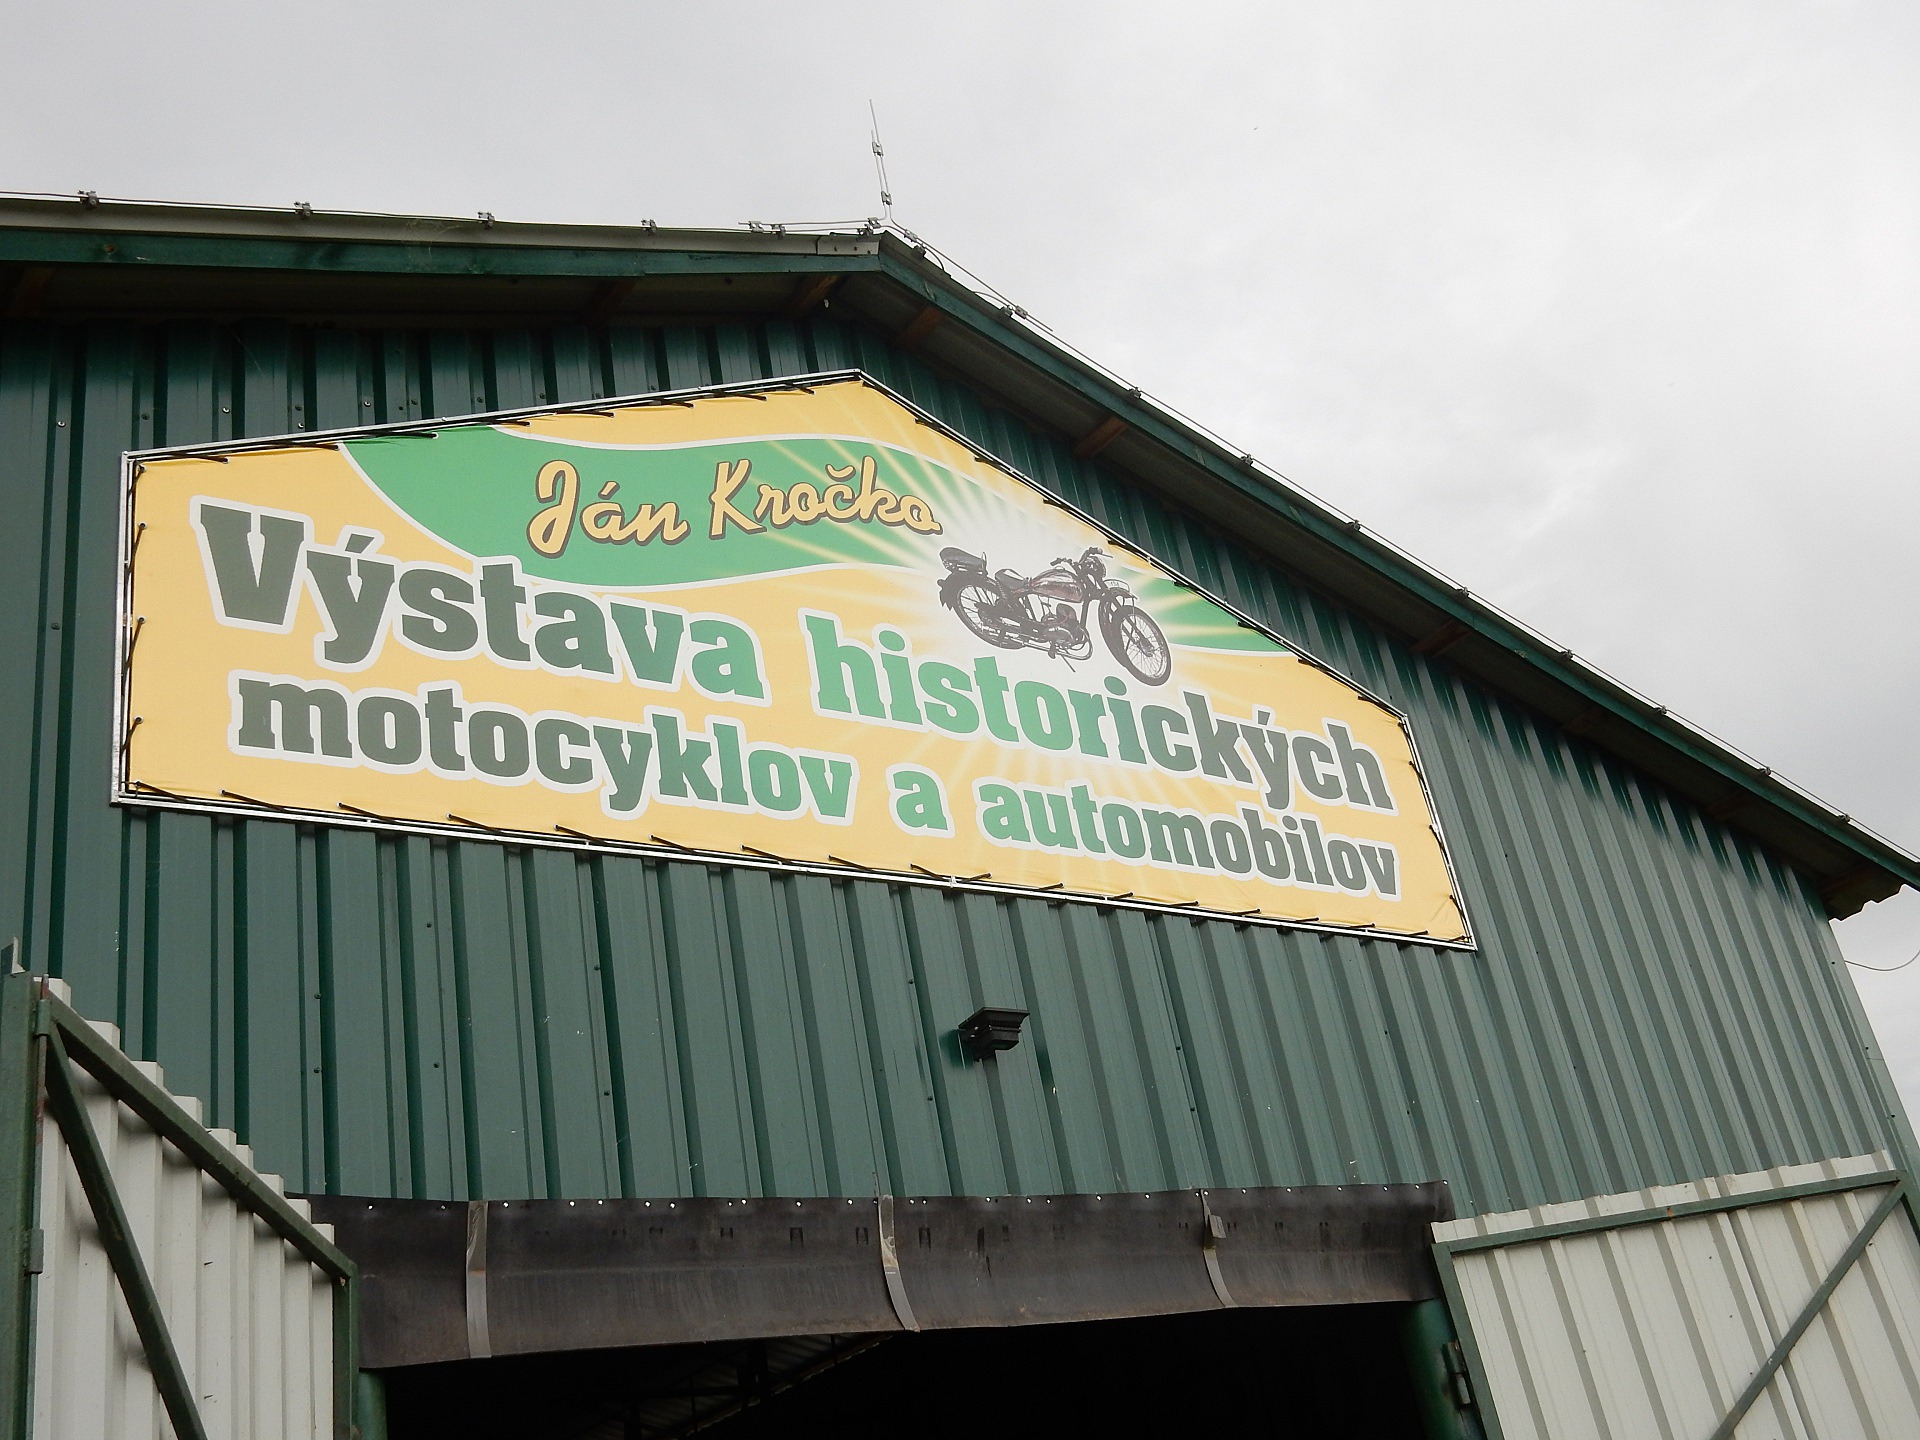 Ján Kročko
Výstava historických
motocyklov a automobilov